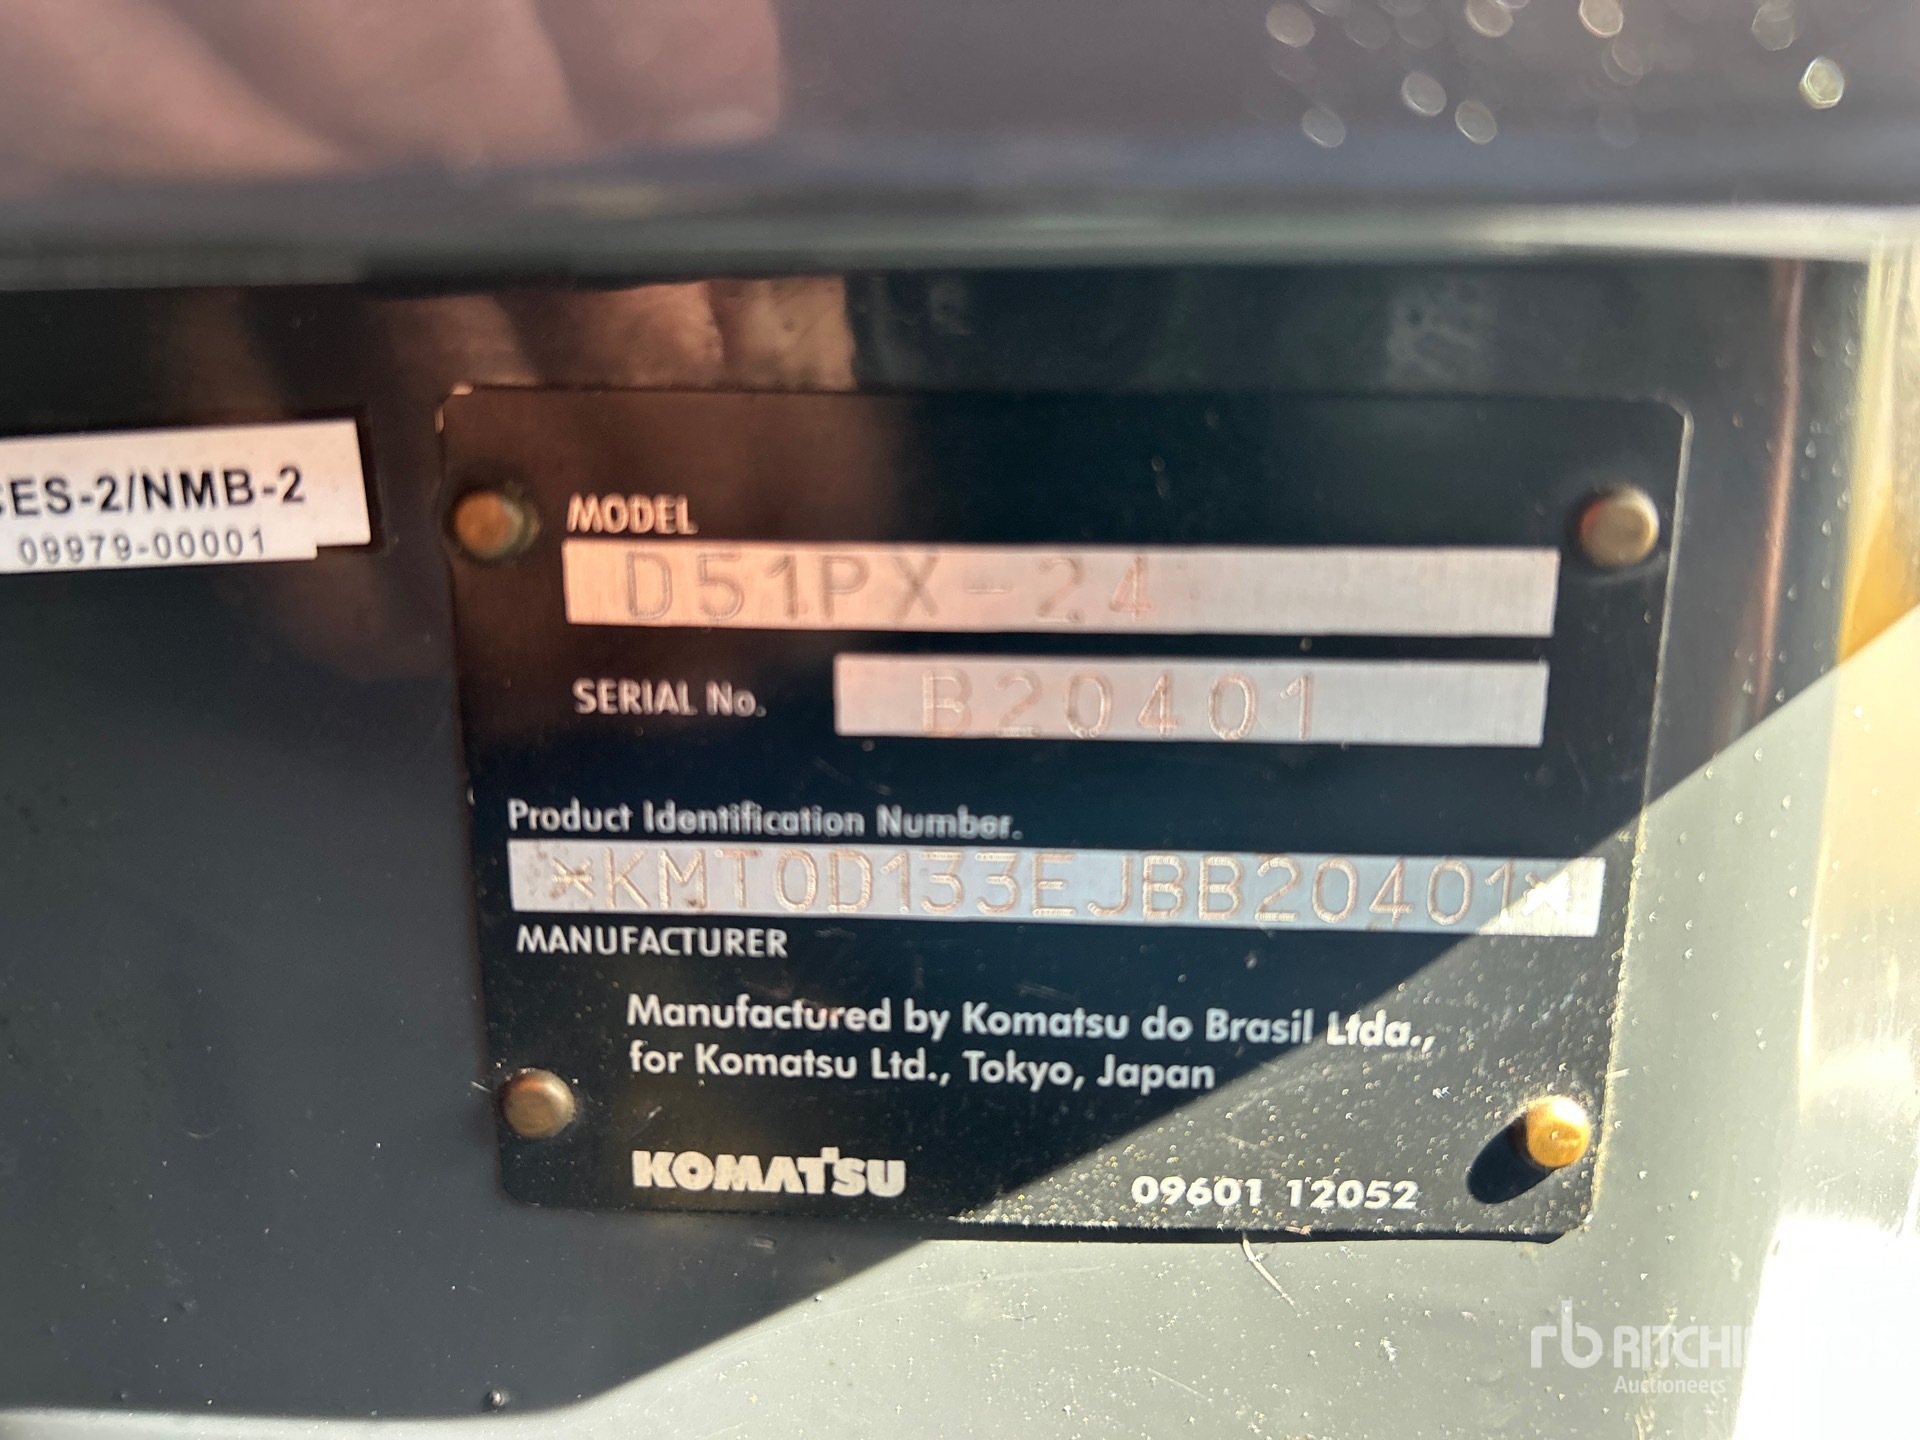 ES-2/NMB-2
09979-00001
MODEL
D51PX-24
SERIAL No.
B20401
Product Identification Number.
*KMT0D133EJBB20401*
MANUFACTURER
Manufactured by Komatsu do Brasil Ltda.,
for Komatsu Ltd., Tokyo, Japan
KOMATSU
09601 12052
rb RITCHI
Auctioneers